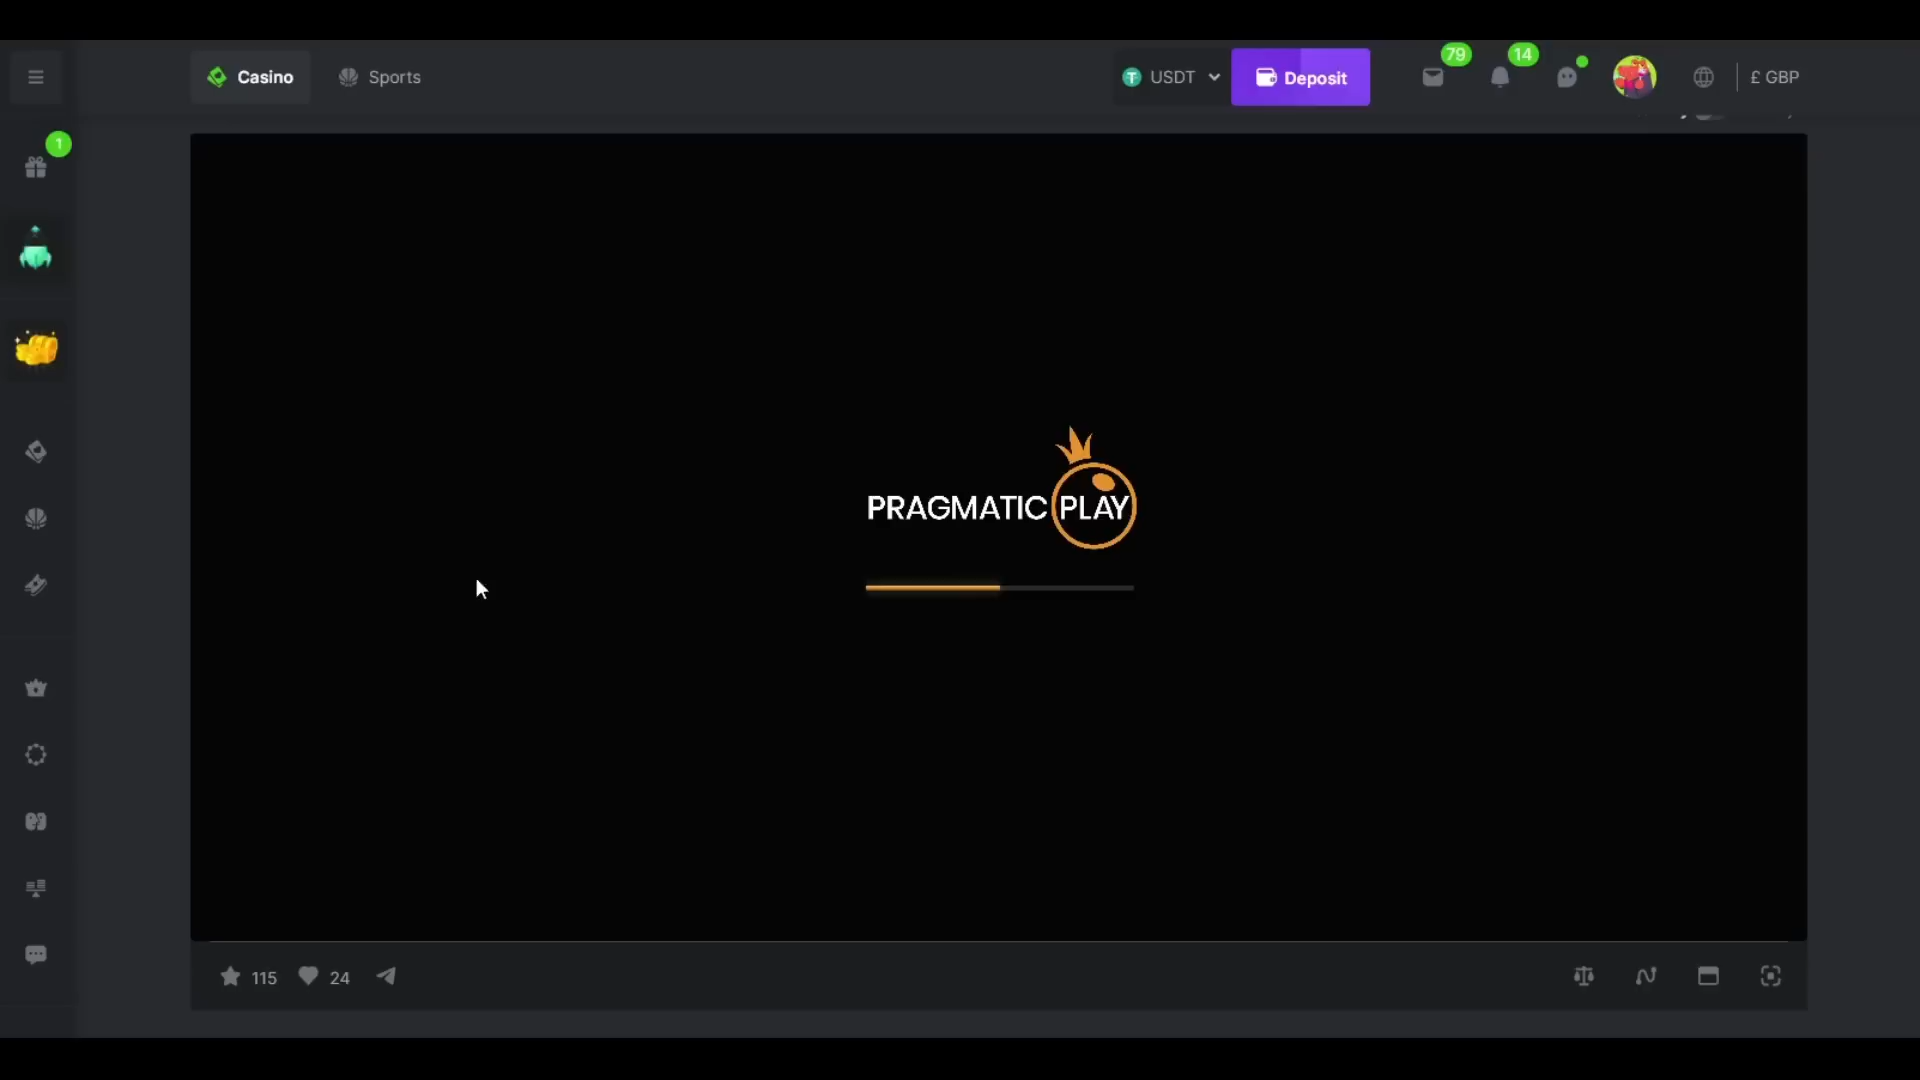 Casino
Sports
USDT
Deposit
79
14
£ GBP
1
PRAGMATIC PLAY
115
24